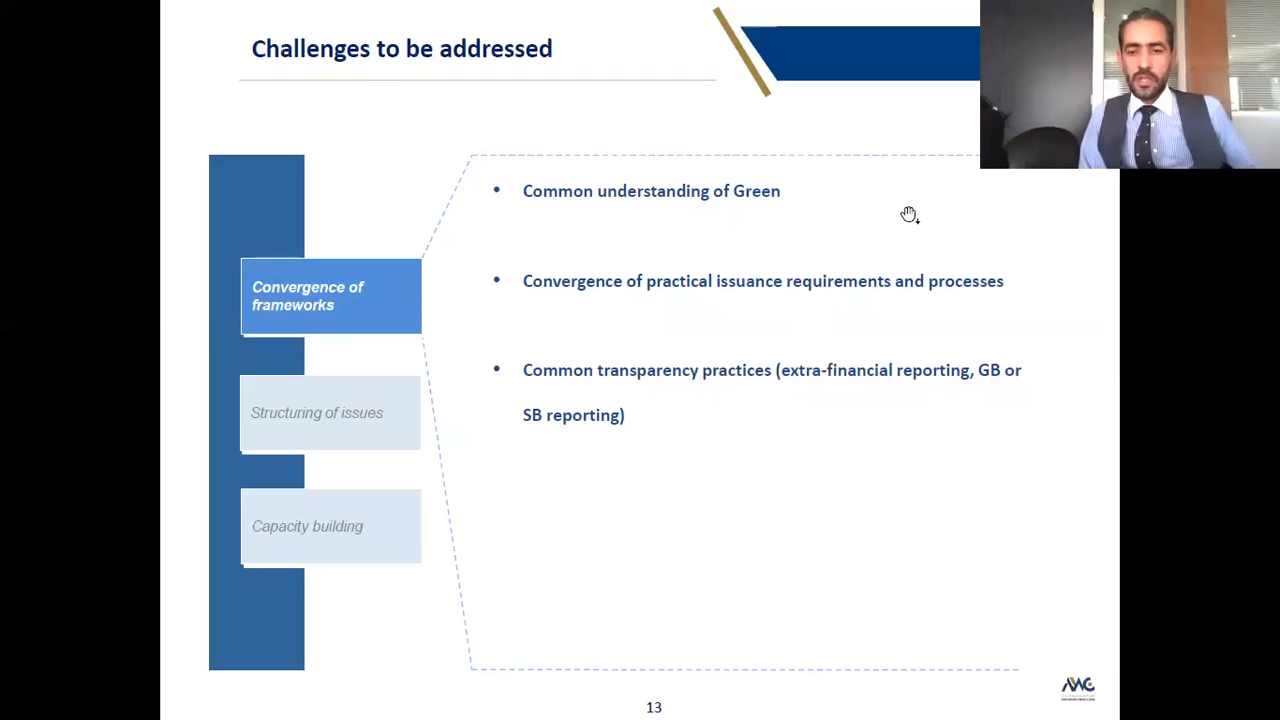 Challenges to be addressed
• Common understanding of Green
Convergence of
frameworks
• Convergence of practical issuance requirements and processes
• Common transparency practices (extra-financial reporting, GB or
SB reporting)
Structuring of issues
Capacity building
13